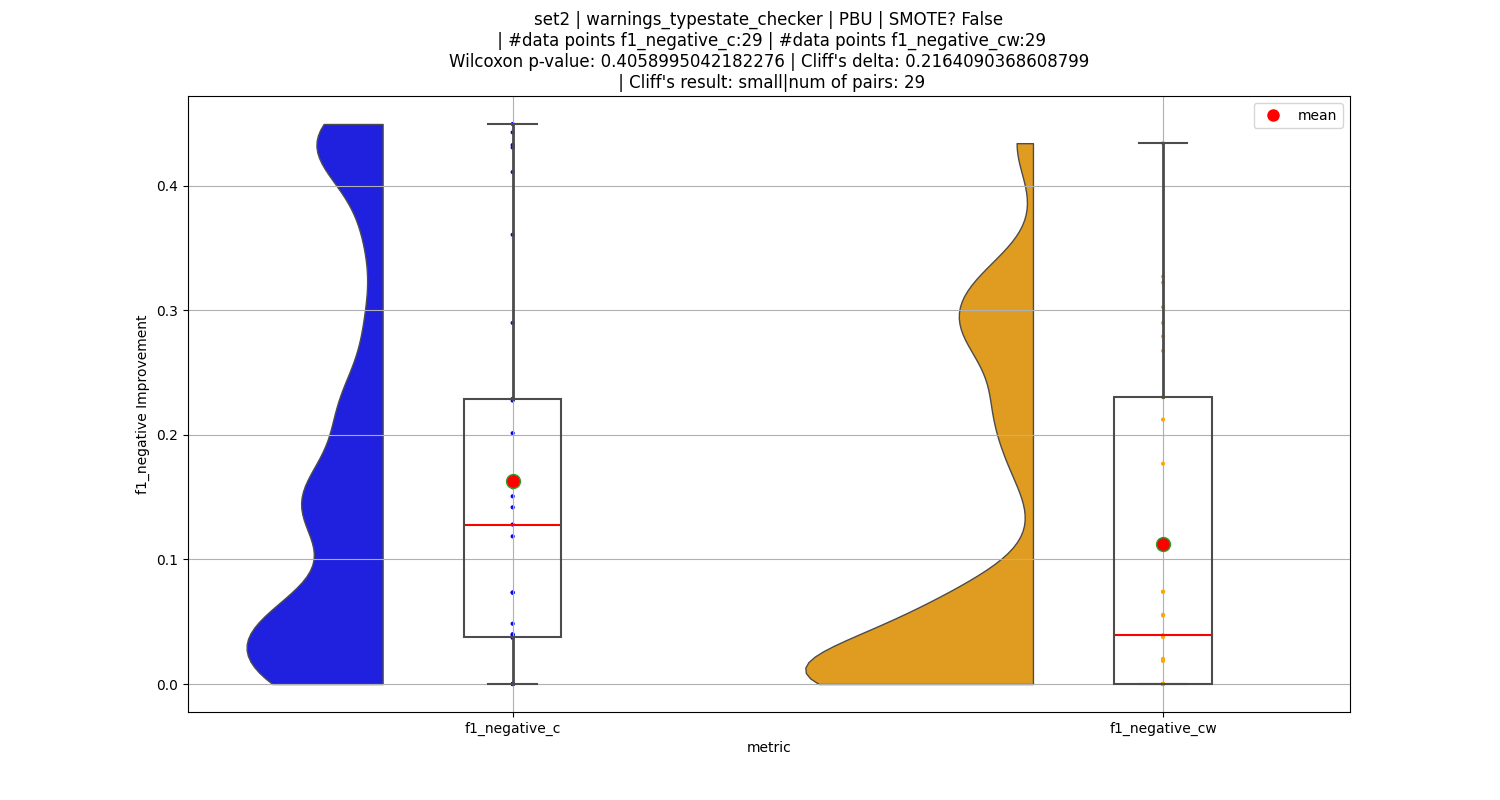 set2 | warnings_typestate_checker | PBU | SMOTE? False
| #data points f1_negative_c:29 | #data points f1_negative_cw:29
Wilcoxon p-value: 0.4058995042182276 | Cliff's delta: 0.2164090368608799
| Cliff's result: small|num of pairs: 29
mean
0.4
0.3
0.2
0.1
0.0
f1_negative Improvement
f1_negative_c
f1_negative_cw
metric